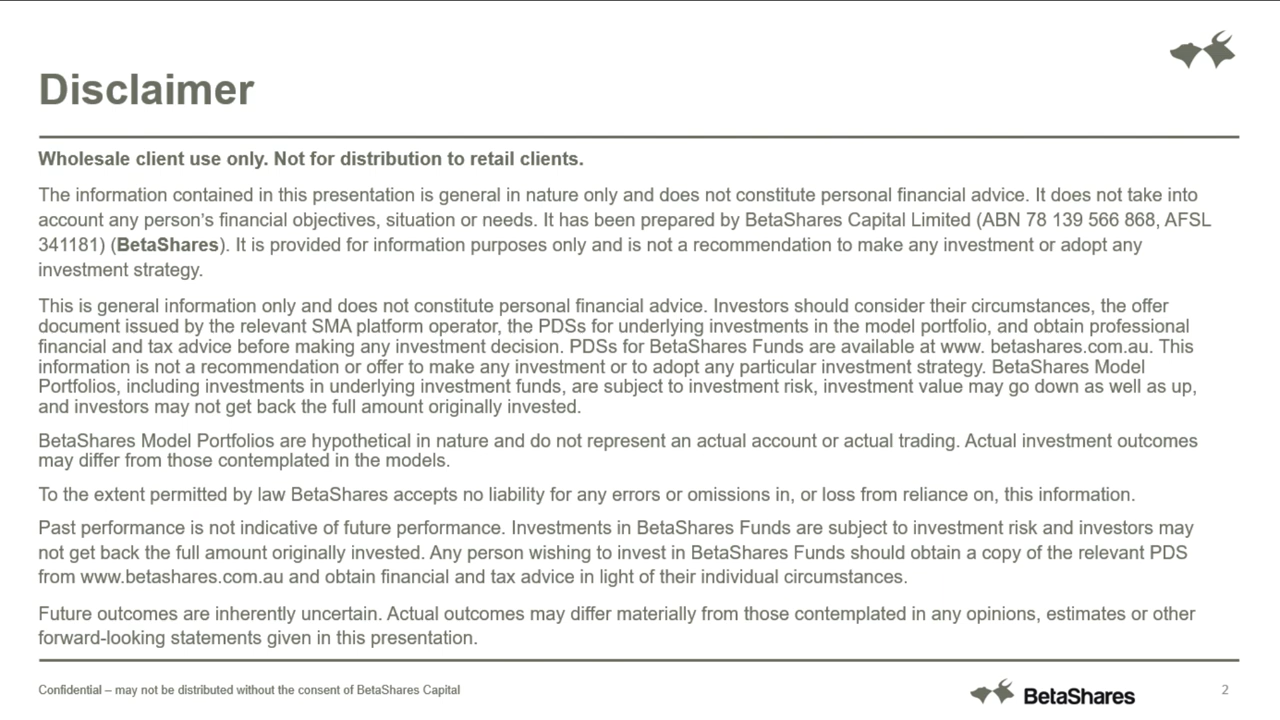 Disclaimer
Wholesale client use only. Not for distribution to retail clients.
The information contained in this presentation is general in nature only and does not constitute personal financial advice. It does not take into
account any person’s financial objectives, situation or needs. It has been prepared by BetaShares Capital Limited (ABN 78 139 566 868, AFSL
341181) (BetaShares). It is provided for information purposes only and is not a recommendation to make any investment or adopt any
investment strategy.
This is general information only and does not constitute personal financial advice. Investors should consider their circumstances, the offer
document issued by the relevant SMA platform operator, the PDSs for underlying investments in the model portfolio, and obtain professional
financial and tax advice before making any investment decision. PDSs for BetaShares Funds are available at www. betashares.com.au. This
information is not a recommendation or offer to make any investment or to adopt any particular investment strategy. BetaShares Model
Portfolios, including investments in underlying investment funds, are subject to investment risk, investment value may go down as well as up,
and investors may not get back the full amount originally invested.
BetaShares Model Portfolios are hypothetical in nature and do not represent an actual account or actual trading. Actual investment outcomes
may differ from those contemplated in the models.
To the extent permitted by law BetaShares accepts no liability for any errors or omissions in, or loss from reliance on, this information.
Past performance is not indicative of future performance. Investments in BetaShares Funds are subject to investment risk and investors may
not get back the full amount originally invested. Any person wishing to invest in BetaShares Funds should obtain a copy of the relevant PDS
from www.betashares.com.au and obtain financial and tax advice in light of their individual circumstances.
Future outcomes are inherently uncertain. Actual outcomes may differ materially from those contemplated in any opinions, estimates or other
forward-looking statements given in this presentation.
Confidential – may not be distributed without the consent of BetaShares Capital
BetaShares
2